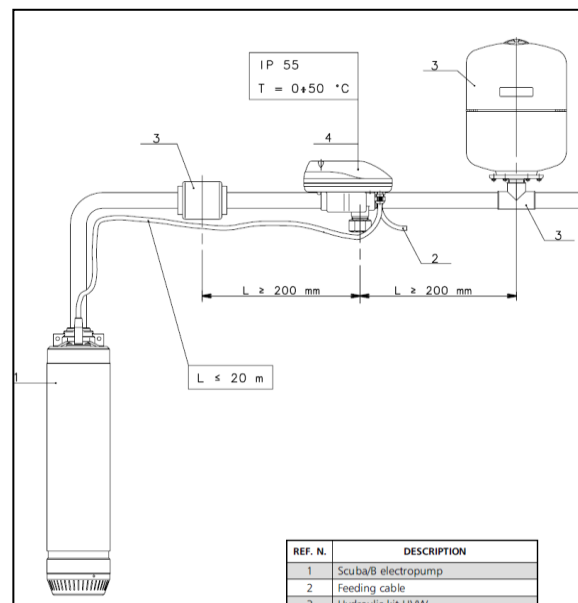 IP 55
T = 0÷50 °C
3
3
4
3
2
L ≥ 200 mm
L ≥ 200 mm
L ≤ 20 m
1
REF. N. DESCRIPTION
1 Scuba/B electropump
2 Feeding cable